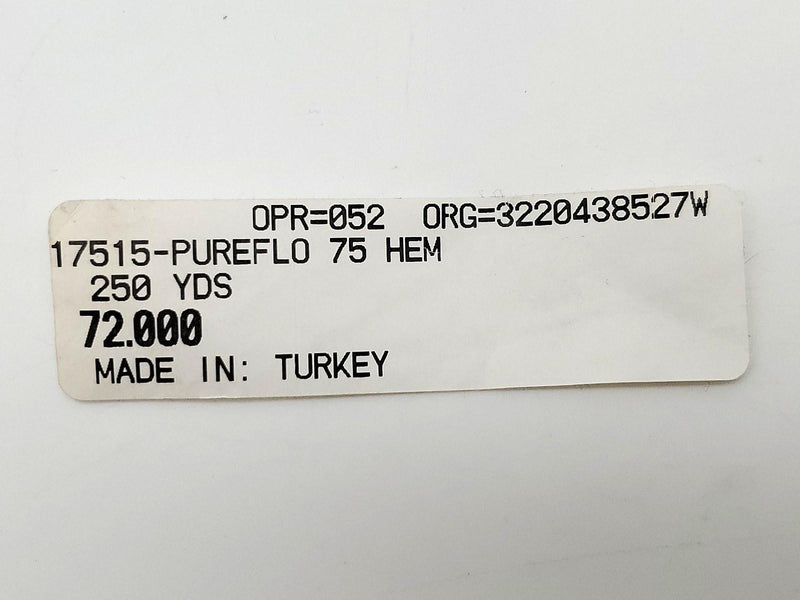 OPR=052 ORG=3220438527W
17515-PUREFLO 75 HEM
250 YDS
72.000
MADE IN: TURKEY